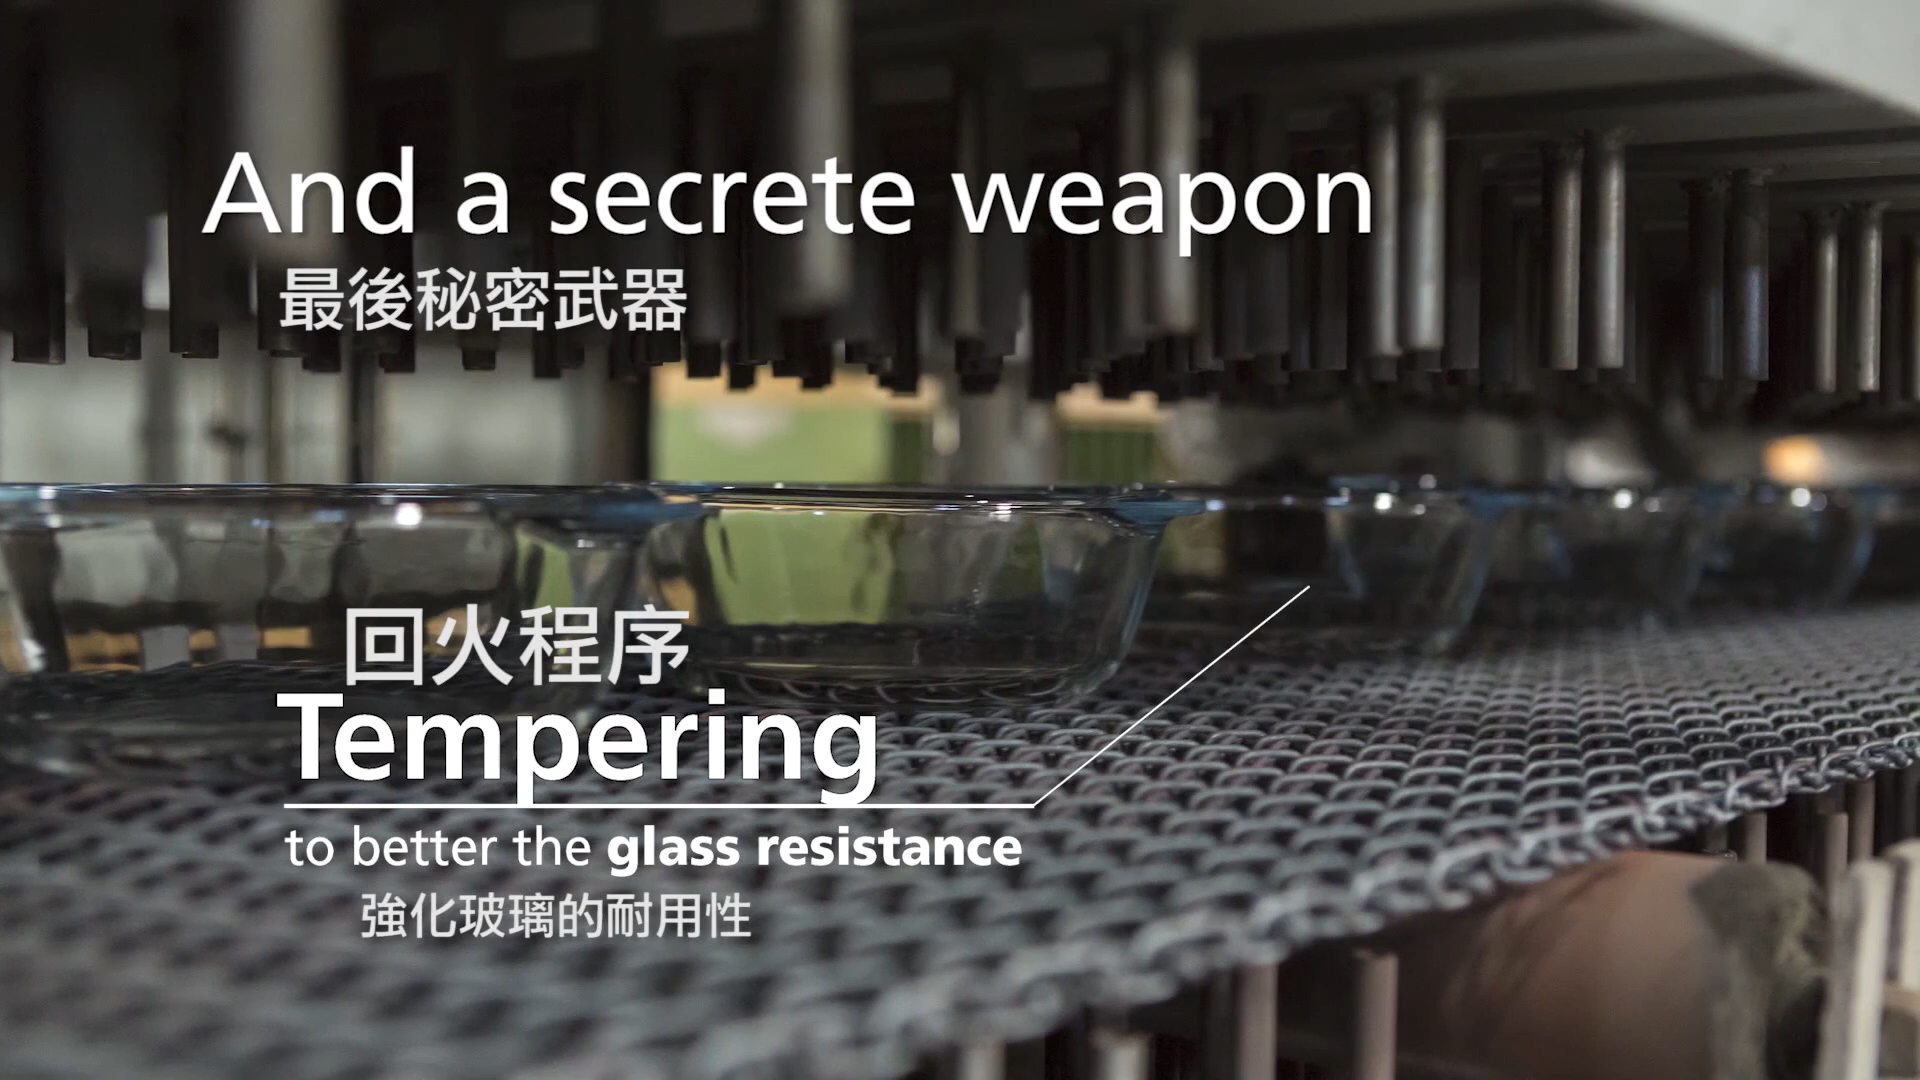 And a secrete weapon
最後秘密武器
回火程序
Tempering
to better the glass resistance
強化玻璃的耐用性